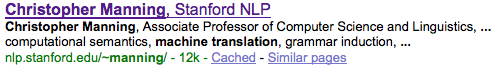 Christopher Manning, Stanford NLP
Christopher Manning, Associate Professor of Computer Science and Linguistics, ...
computational semantics, machine translation, grammar induction, ...
nlp.stanford.edu/~manning/ - 12k - Cached - Similar pages